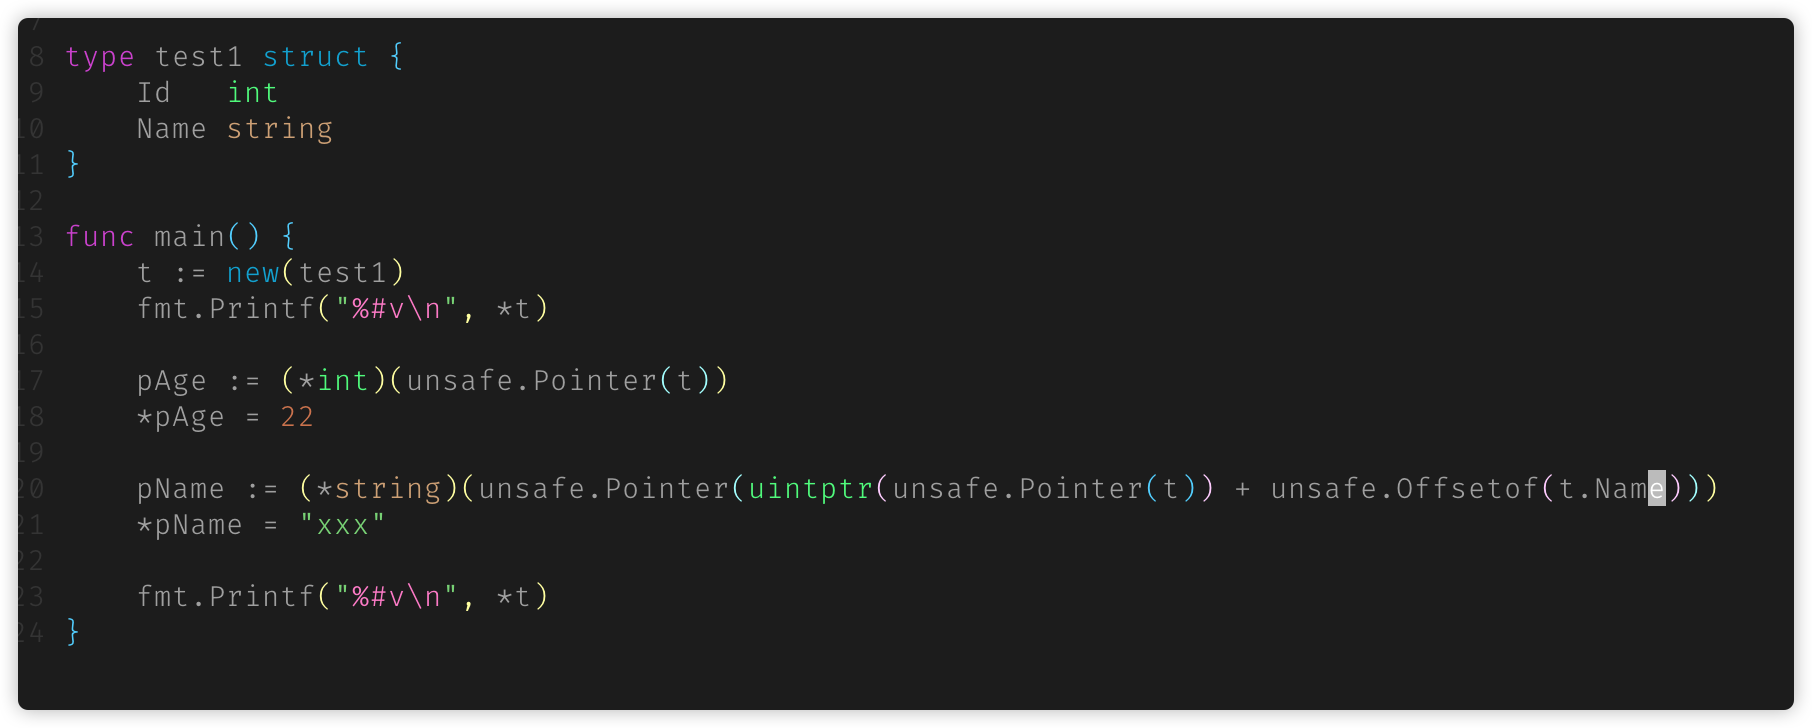 7
8 type test1 struct {
9     Id   int
10     Name string
11 }
12
13 func main() {
14     t := new(test1)
15     fmt.Printf("%#v\n", *t)
16
17     pAge := (*int)(unsafe.Pointer(t))
18     *pAge = 22
19
20     pName := (*string)(unsafe.Pointer(uintptr(unsafe.Pointer(t)) + unsafe.Offsetof(t.Name)))
21     *pName = "xxx"
22
23     fmt.Printf("%#v\n", *t)
24 }